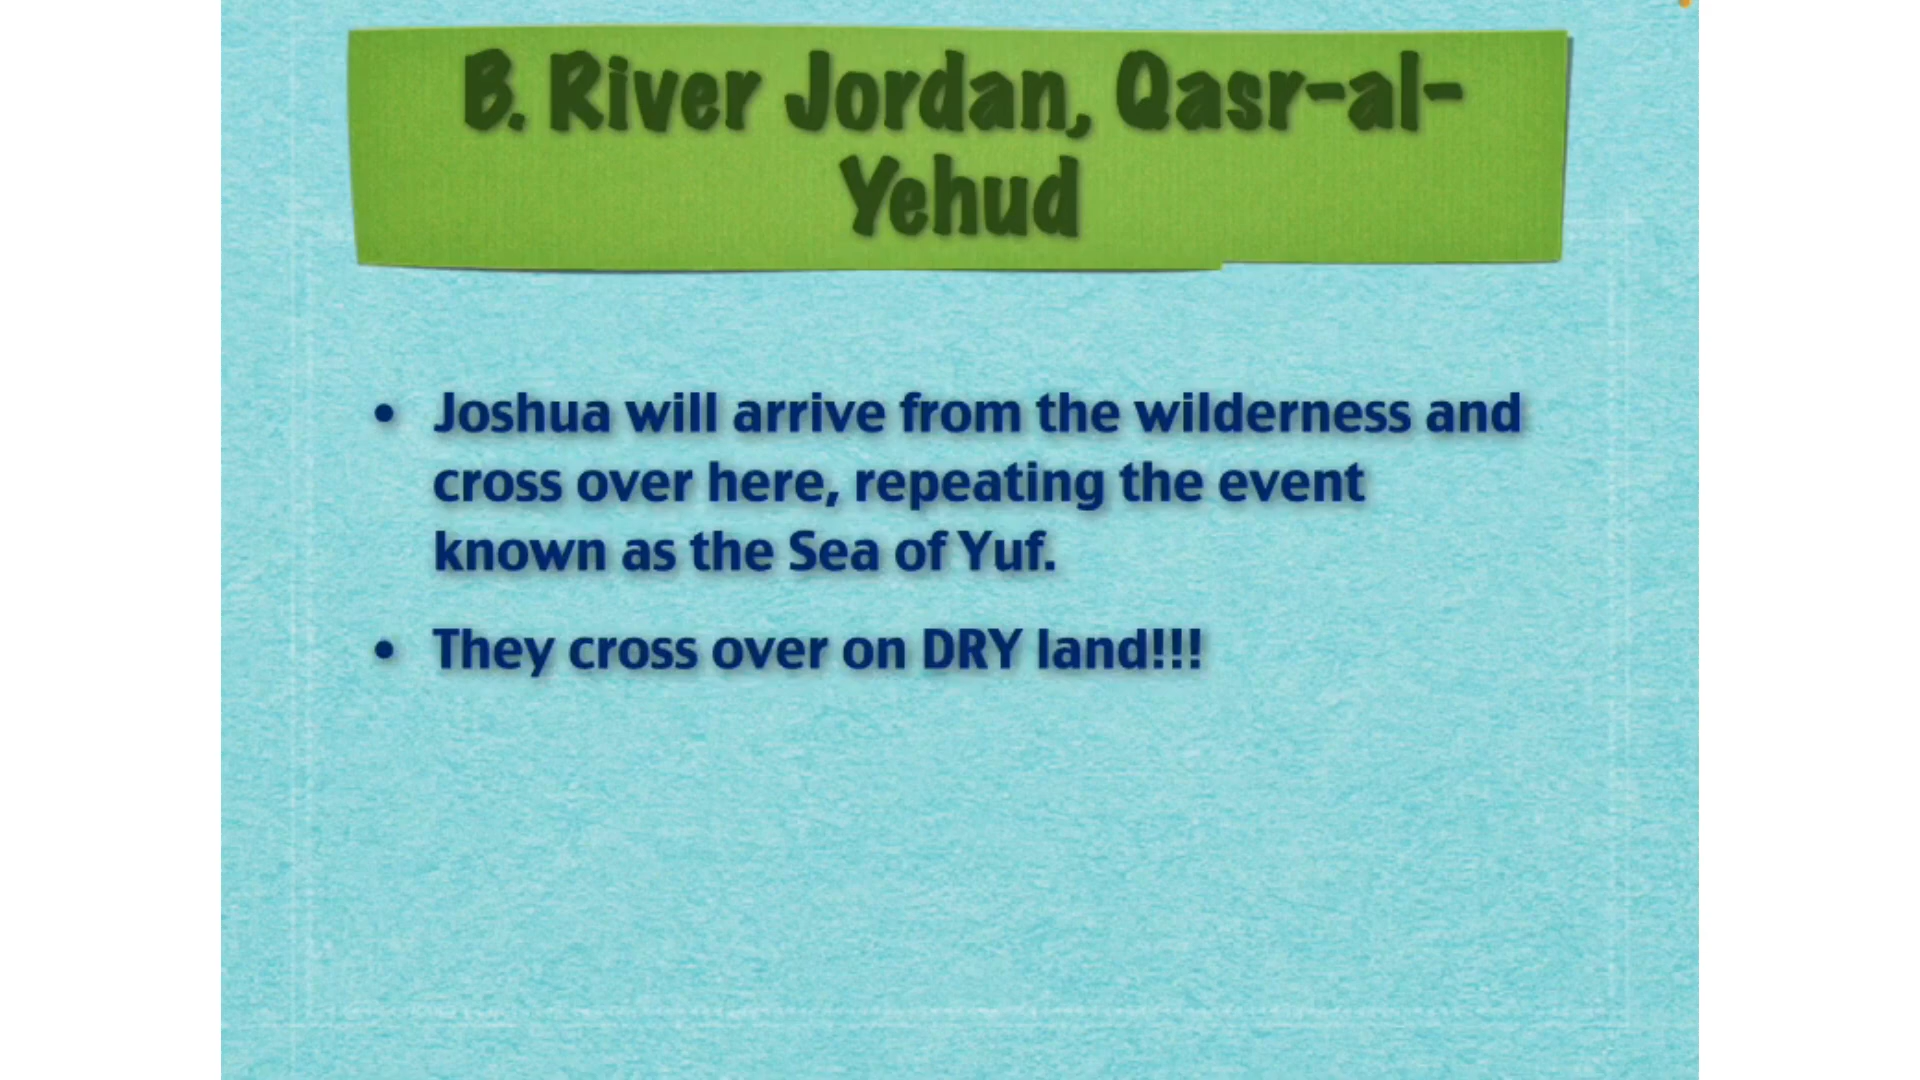 B. River Jordan, Qasr-al-
Yehud
• Joshua will arrive from the wilderness and
cross over here, repeating the event
known as the Sea of Yuf.
• They cross over on DRY land!!!